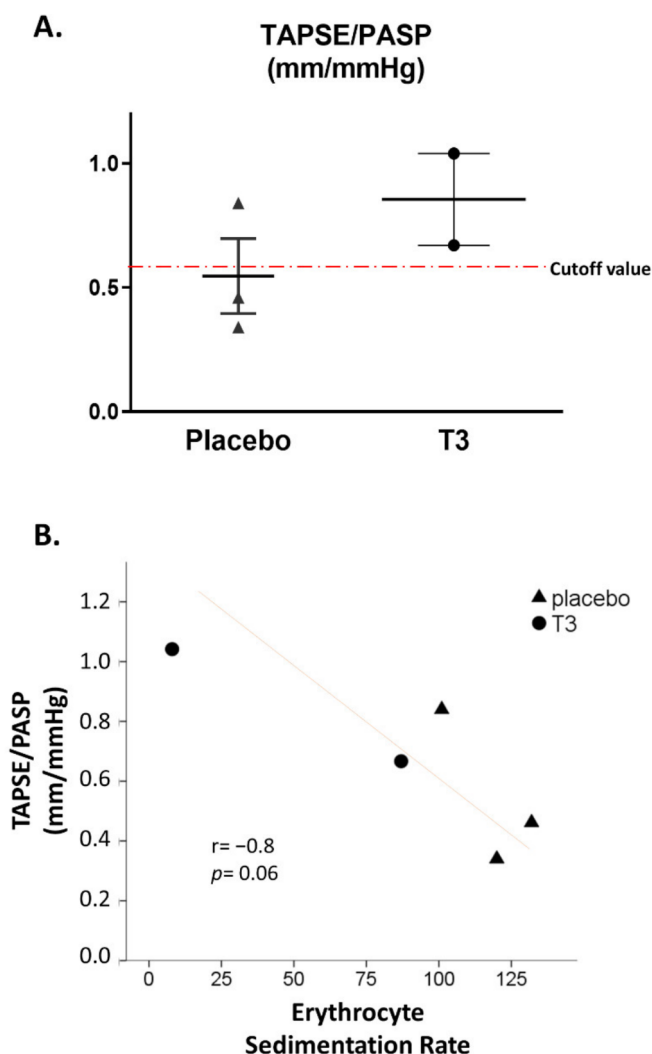 A.
TAPSE/PASP
(mm/mmHg)
1.0
Cutoff value
0.5
0.0
Placebo
T3
B.
TAPSE/PASP
(mm/mmHg)
1.2
1.0
0.8
0.6
0.4
0.2
0.0
placebo
T3
r= −0.8
p= 0.06
0 25 50 75 100 125
Erythrocyte
Sedimentation Rate